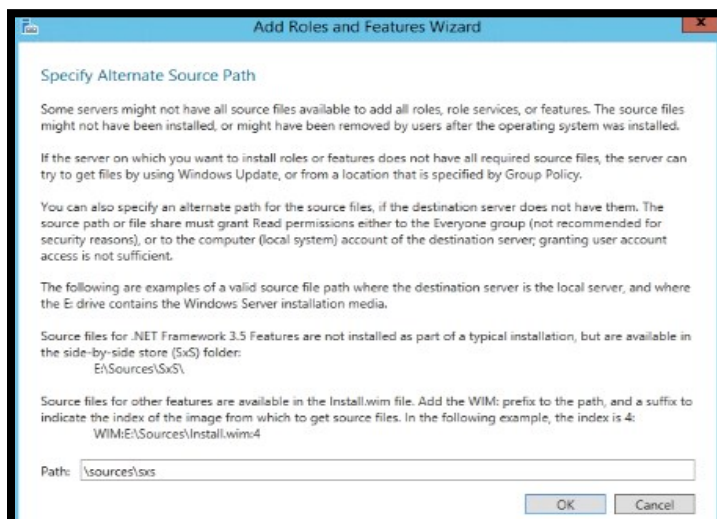 Add Roles and Features Wizard
x
Specify Alternate Source Path
Some servers might not have all source files available to add all roles, role services, or features. The source files
might not have been installed, or might have been removed by users after the operating system was installed.
If the server on which you want to install roles or features does not have all required source files, the server can
try to get files by using Windows Update, or from a location that is specified by Group Policy.
You can also specify an alternate path for the source files, if the destination server does not have them. The
source path or file share must grant Read permissions either to the Everyone group (not recommended for
security reasons), or to the computer (local system) account of the destination server; granting user account
access is not sufficient.
The following are examples of a valid source file path where the destination server is the local server, and where
the E: drive contains the Windows Server installation media.
Source files for .NET Framework 3.5 Features are not installed as part of a typical installation, but are available in
the side-by-side store (SxS) folder:
E:\Sources\SxS\
Source files for other features are available in the Install.wim file. Add the WIM: prefix to the path, and a suffix to
indicate the index of the image from which to get source files. In the following example, the index is 4:
WIM:E:\Sources\Install.wim:4
Path: \sources\sxs
OK Cancel